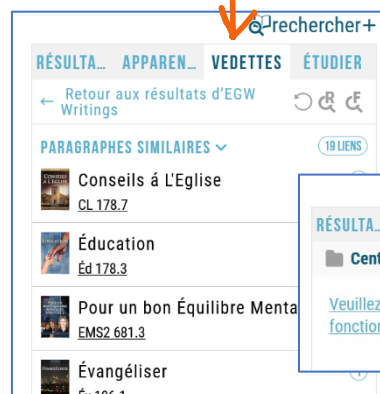 rechercher+
RÉSULTA... APPAREN... VEDETTES ÉTUDIER
← Retour aux résultats d'EGW
Writings
PARAGRAPHES SIMILAIRES
19 LIENS
Conseils á L'Eglise
CL 178.7
Éducation
Éd 178.3
Pour un bon Équilibre Menta
EMS2 681.3
Évangéliser
RÉSULTA...
Cent
Veuillez
fonction